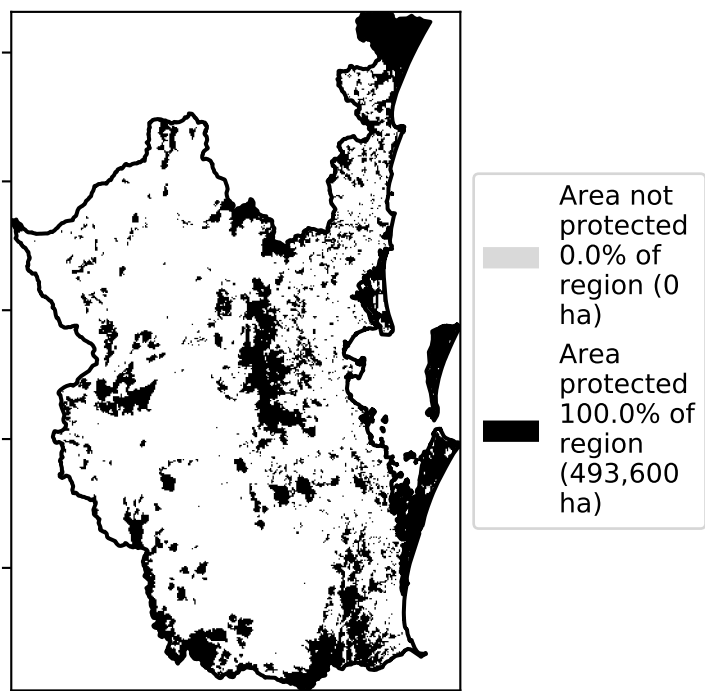 Area not
protected
0.0% of
region (0
ha)
Area
protected
100.0% of
region
(493,600
ha)